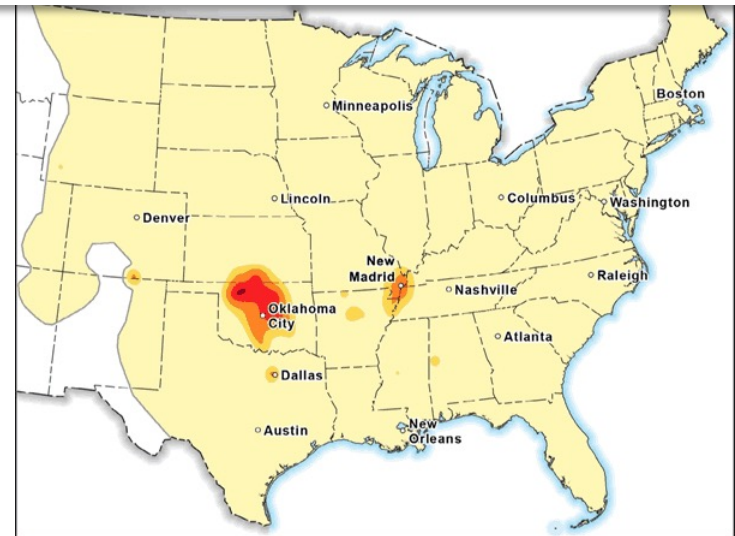 Boston
Minneapolis
Lincoln
Columbus
Washington
Denver
New
Madrid
Nashville
Raleigh
Oklahoma
City
Atlanta
Dallas
Austin
New
Orleans